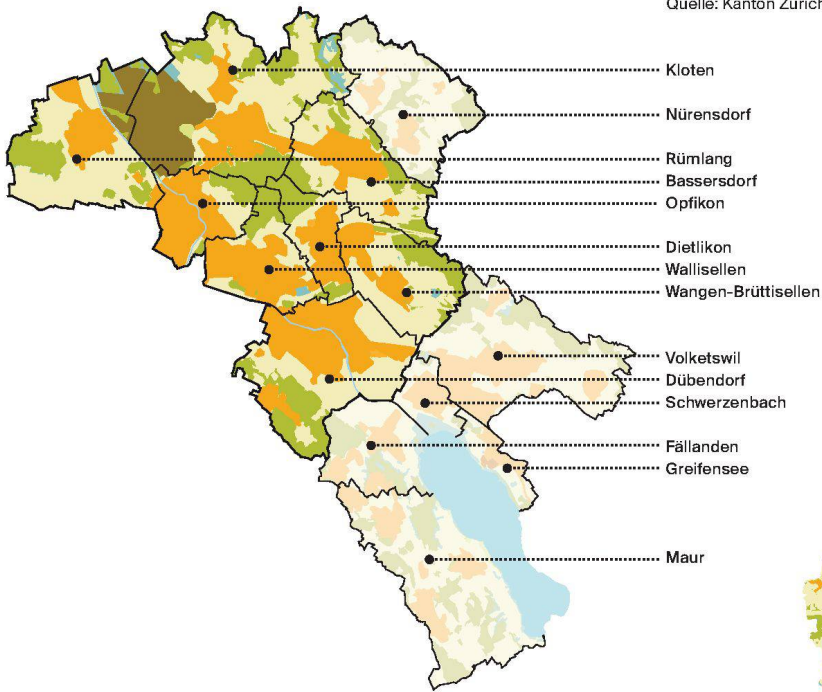 Quelle: Kanton Zürich
Kloten
Nürensdorf
Rümlang
Bassersdorf
Opfikon
Dietlikon
Wallisellen
Wangen-Brüttisellen
Volketswil
Dübendorf
Schwerzenbach
Fällanden
Greifensee
Maur